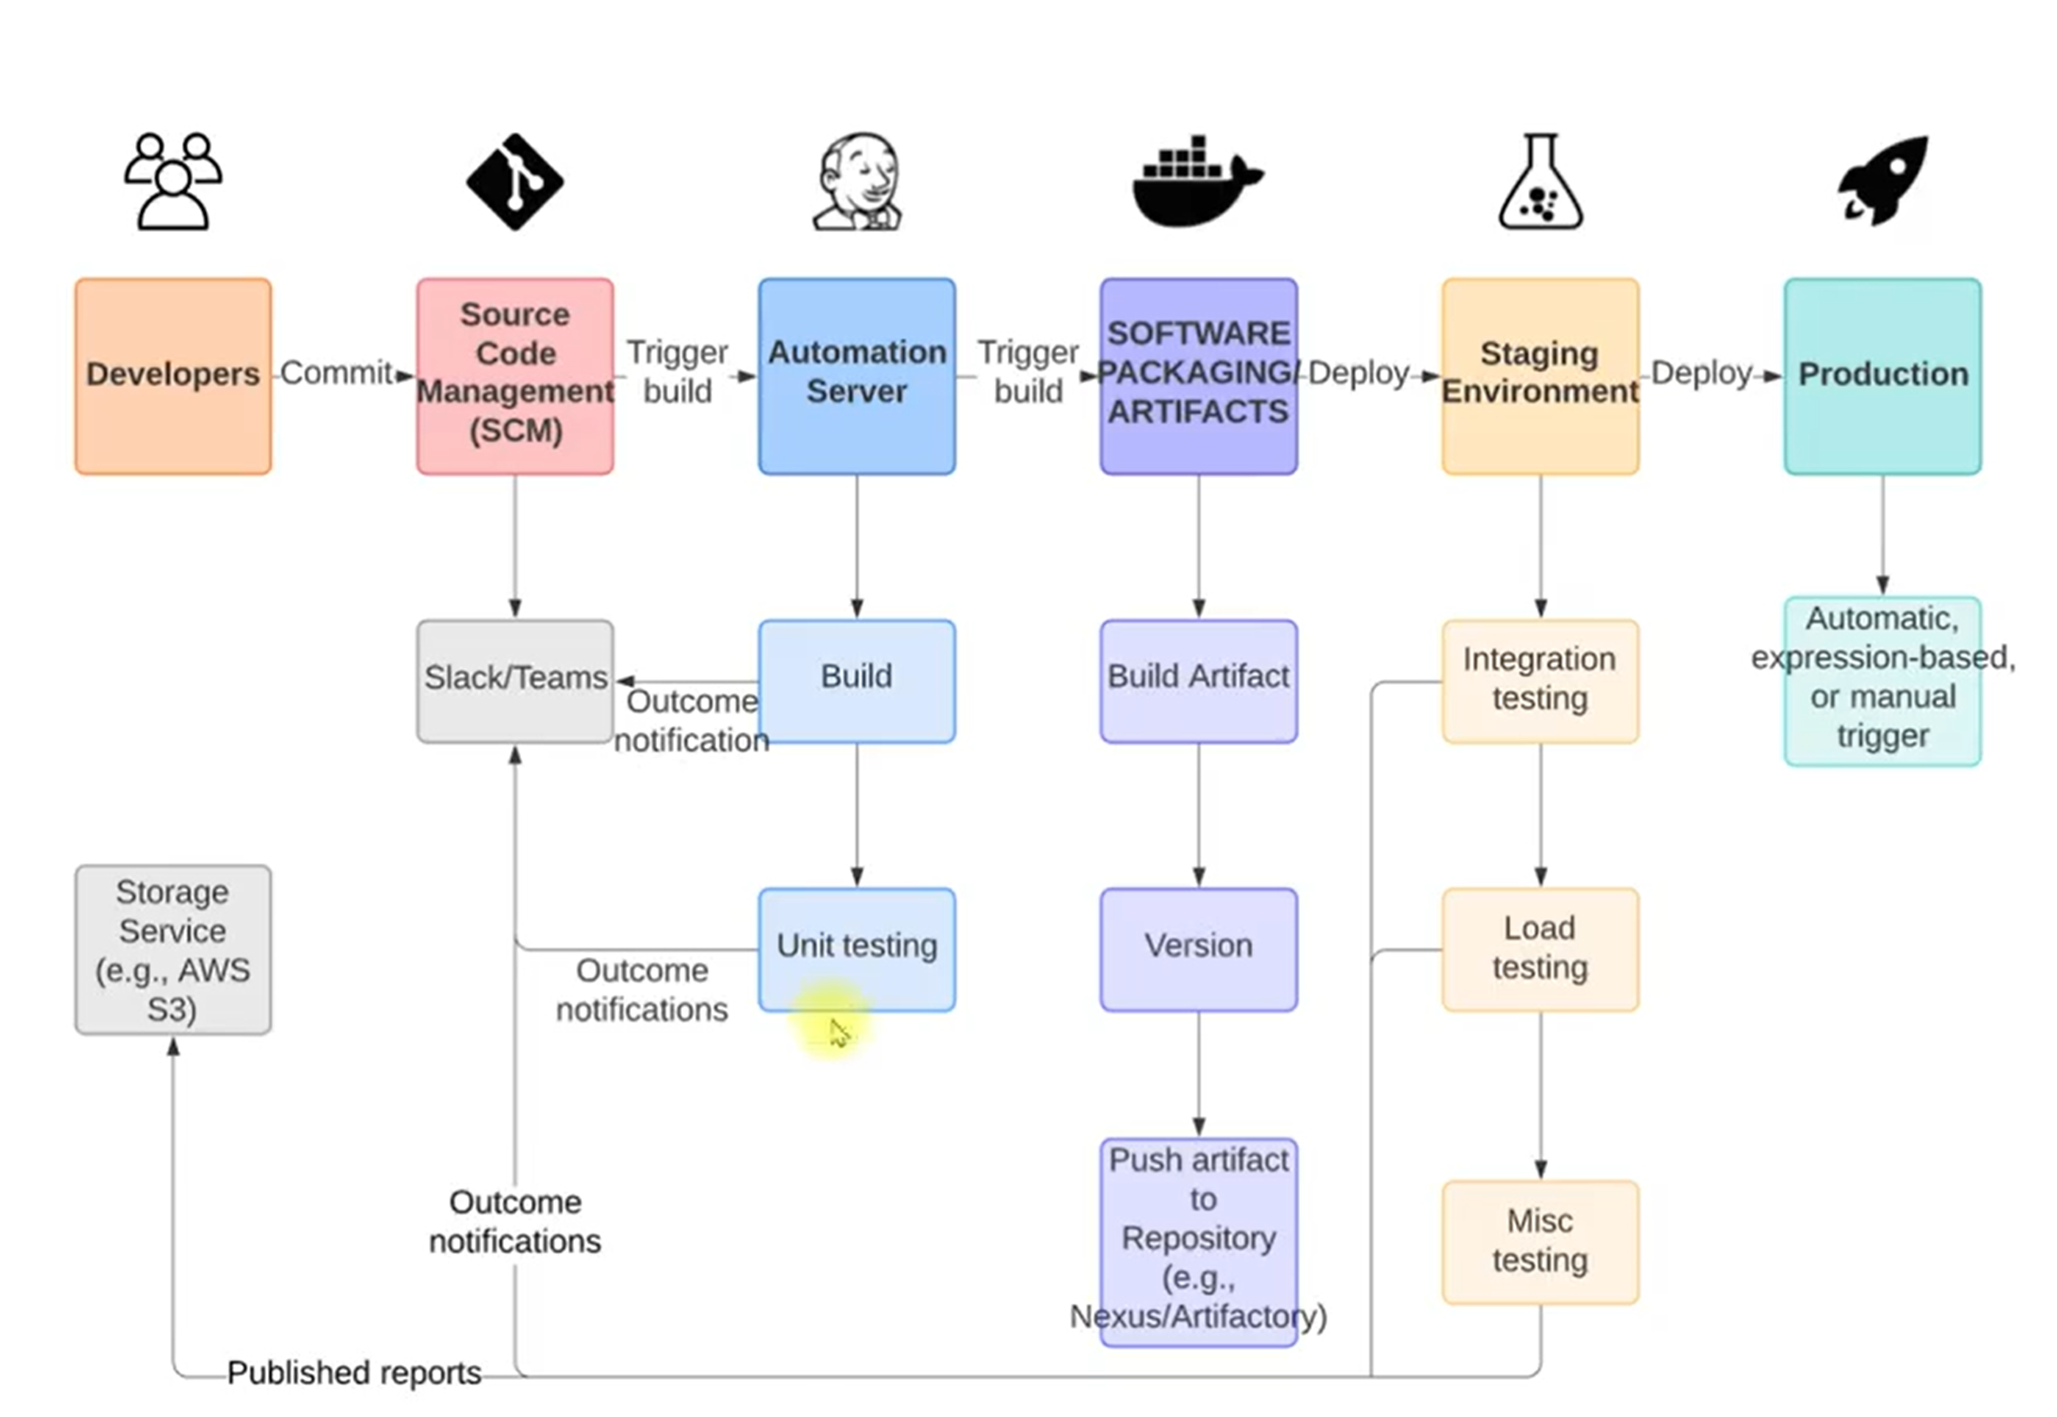 Developers
Commit
Source
Code
Management
(SCM)
Trigger
build
Automation
Server
Trigger
build
SOFTWARE
PACKAGING/
ARTIFACTS
Deploy
Staging
Environment
Deploy
Production
Slack/Teams
Outcome
notification
Build
Build Artifact
Integration
testing
Automatic,
expression-based,
or manual
trigger
Storage
Service
(e.g., AWS
S3)
Outcome
notifications
Unit testing
Version
Load
testing
Outcome
notifications
Push artifact
to
Repository
(e.g.,
Nexus/Artifactory)
Misc
testing
Published reports